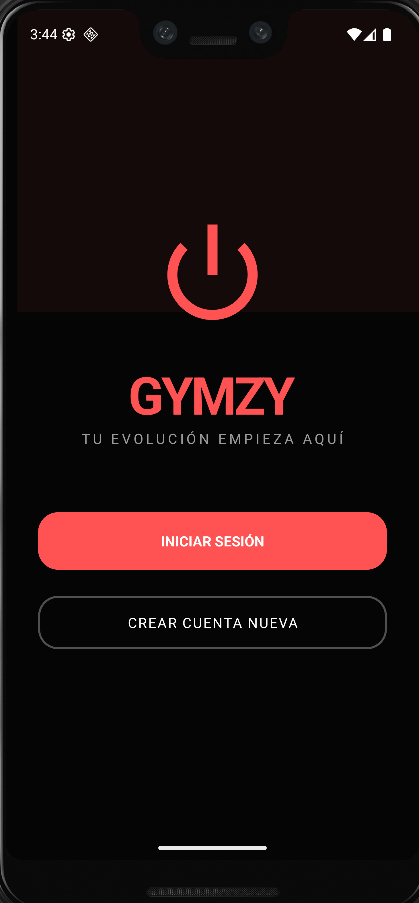 3:44
GYMZY
TU EVOLUCIÓN EMPIEZA AQUÍ
INICIAR SESIÓN
CREAR CUENTA NUEVA